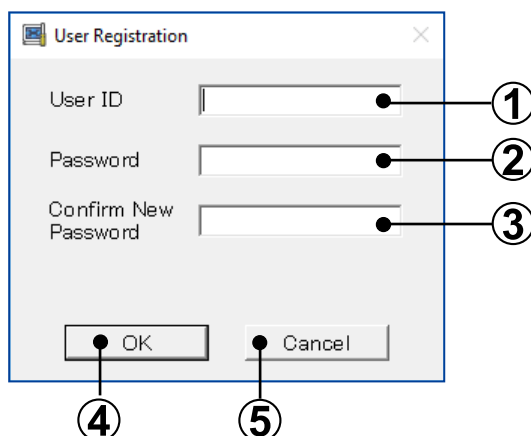 User Registration
User ID
①
Password
②
Confirm New
Password
③
OK
Cancel
④
⑤